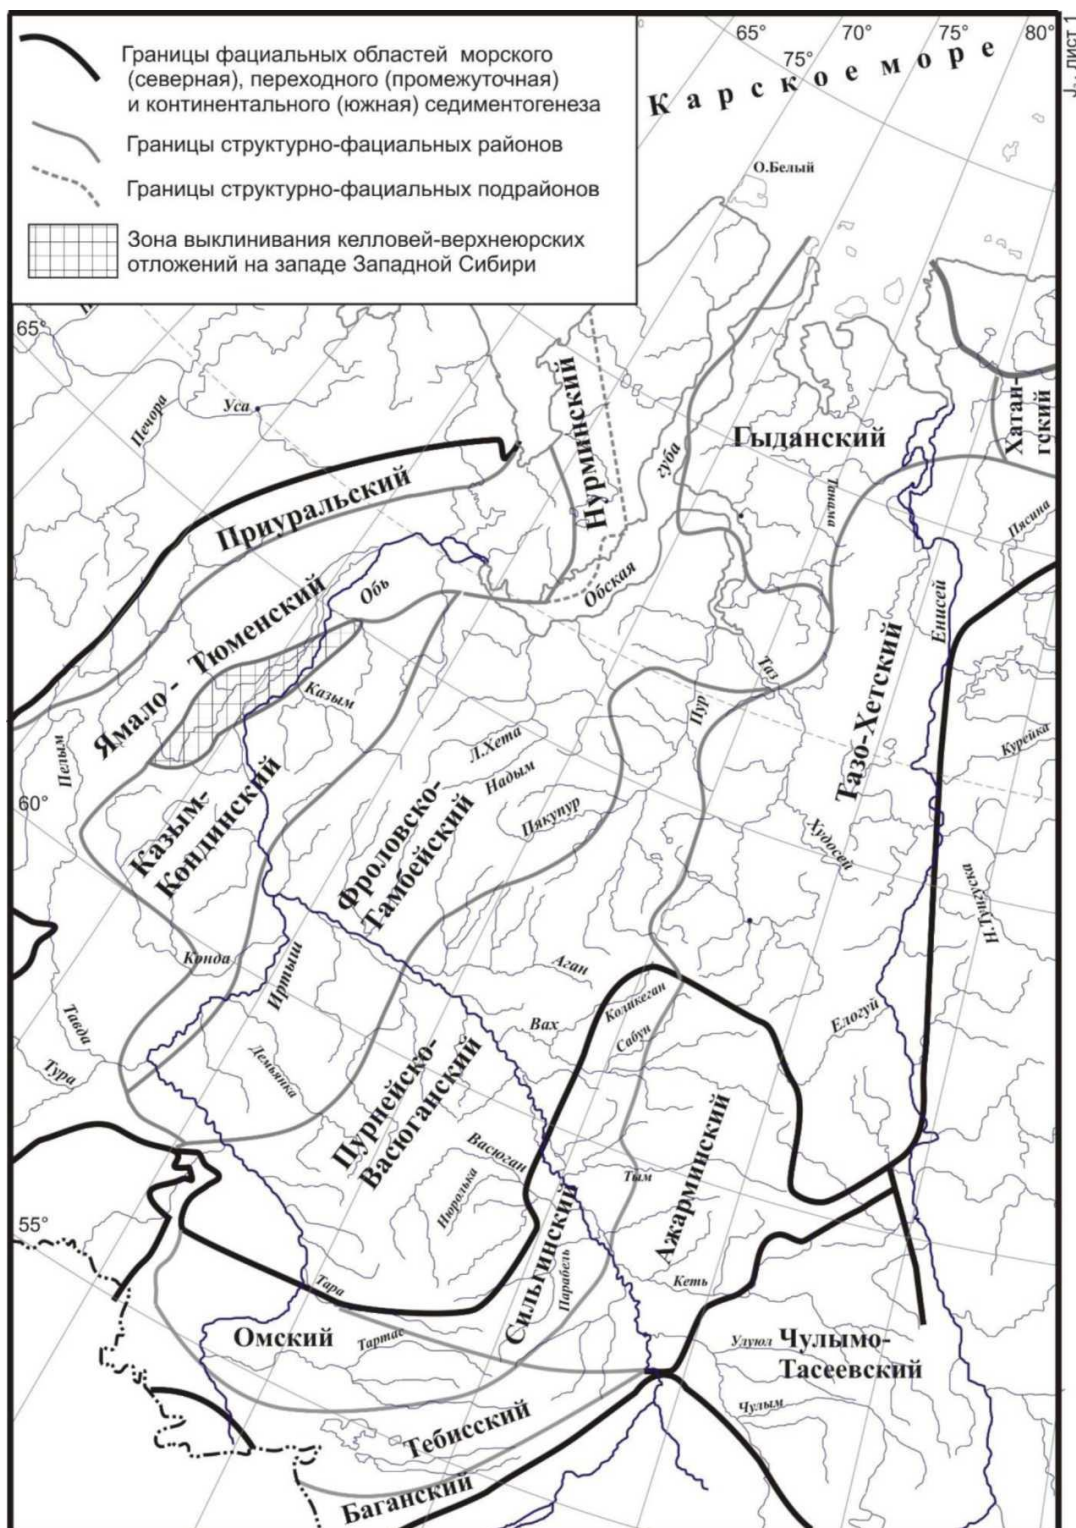 Границы фациальных областей морского
(северная), переходного (промежуточная)
и континентального (южная) седиментогенеза
Границы структурно-фациальных районов
Границы структурно-фациальных подрайонов
Зона выклинивания келловей-верхнеюрских
отложений на западе Западной Сибири
65°
75°
70°
75°
80°
лист 1
Карское море
О.Белый
65°
Уса
Печора
Нурминский
губа
Гыданский
Хатан-
гский
Танама
Пясина
Приуральский
Обь
Обская
Енисей
Ямало - Тюменский
Казым
Пур
Таз
Тазо-Хетский
Курейка
Пелым
60°
Л.Хета
Надым
Пякупур
Худосей
Казым-
Кондинский
Фроловско-
Тамбейский
Н.Тунгуска
Конда
Иртыш
Аган
Коликеган
Вах
Сабун
Елогуй
Тавда
Тура
Демьянка
Пурпейско-
Васюганский
Васюган
Нюролька
Тым
Ажарминский
55°
Сильгинский
Парабель
Кеть
Тара
Омский
Тартас
Улуюл
Чулымо-
Тасеевский
Чулым
Тебисский
Баганский